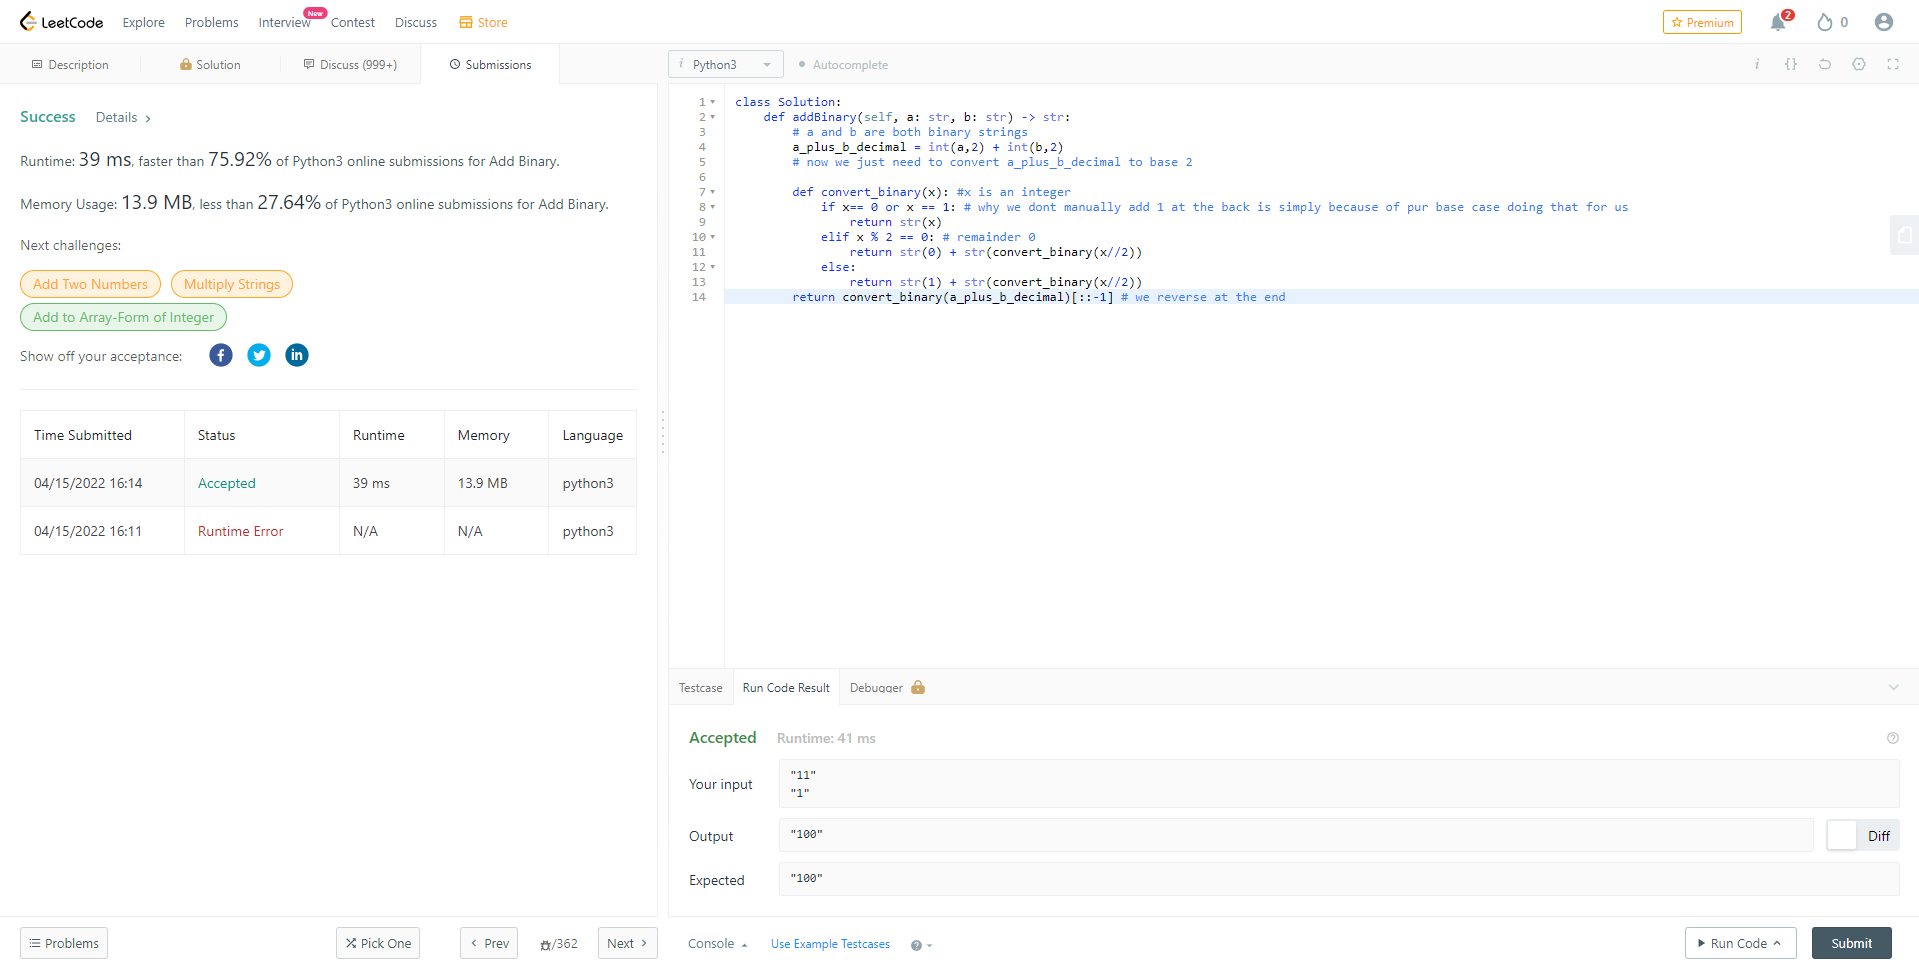 LeetCode Explore Problems Interview New Contest Discuss Store Premium 2 0
Description Solution Discuss (999+) Submissions
i Python3 Autocomplete i {}
Success Details >
Runtime: 39 ms, faster than 75.92% of Python3 online submissions for Add Binary.
Memory Usage: 13.9 MB, less than 27.64% of Python3 online submissions for Add Binary.
Next challenges:
Add Two Numbers Multiply Strings
Add to Array-Form of Integer
Show off your acceptance: f in
Time Submitted Status Runtime Memory Language
04/15/2022 16:14 Accepted 39 ms 13.9 MB python3
04/15/2022 16:11 Runtime Error N/A N/A python3
1 class Solution:
2     def addBinary(self, a: str, b: str) -> str:
3         # a and b are both binary strings
4         a_plus_b_decimal = int(a,2) + int(b,2)
5         # now we just need to convert a_plus_b_decimal to base 2
6
7         def convert_binary(x): #x is an integer
8             if x== 0 or x == 1: # why we dont manually add 1 at the back is simply because of pur base case doing that for us
9                 return str(x)
10             elif x % 2 == 0: # remainder 0
11                 return str(0) + str(convert_binary(x//2))
12             else:
13                 return str(1) + str(convert_binary(x//2))
14         return convert_binary(a_plus_b_decimal)[::-1] # we reverse at the end
Testcase Run Code Result Debugger
Accepted Runtime: 41 ms
Your input
"11"
"1"
Output "100" Diff
Expected "100"
Problems Pick One < Prev /362 Next > Console Use Example Testcases ? Run Code Submit